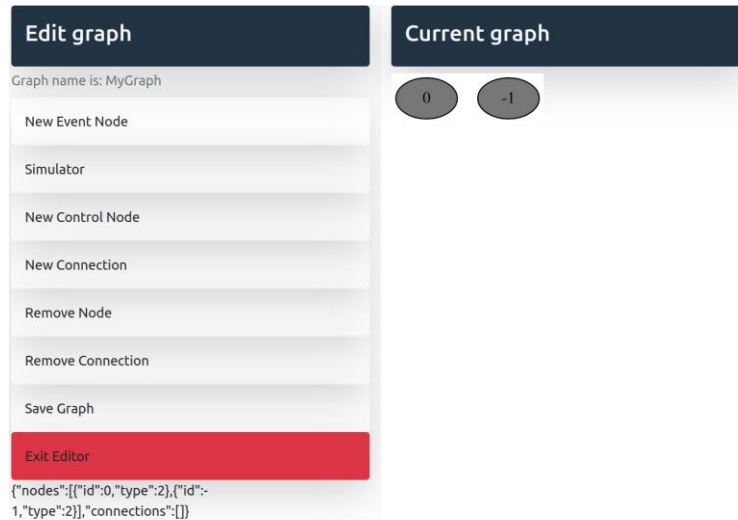 Edit graph
Graph name is: MyGraph
New Event Node
Simulator
New Control Node
New Connection
Remove Node
Remove Connection
Save Graph
Exit Editor
{"nodes":[{"id":0,"type":2},{"id":-
1,"type":2}],"connections":[]}
Current graph
0 -1